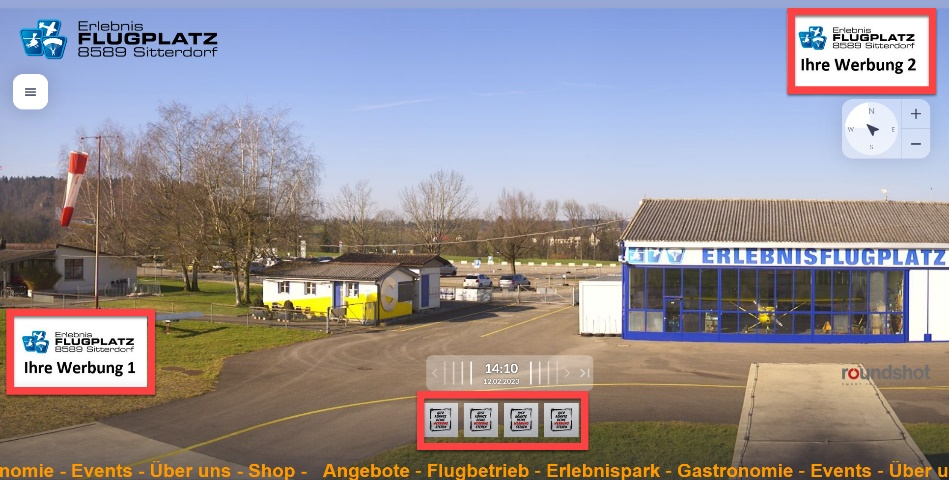 Erlebnis
FLUGPLATZ
8589 Sitterdorf
Erlebnis
FLUGPLATZ
8589 Sitterdorf
Ihre Werbung 2
N
W E
S
ERLEBNISFLUGPLATZ
Erlebnis
FLUGPLATZ
8589 Sitterdorf
Ihre Werbung 1
14:10
12.02.2023
roundshot
nomie - Events - Über uns - Shop - Angebote - Flugbetrieb - Erlebnispark - Gastronomie - Events - Über u